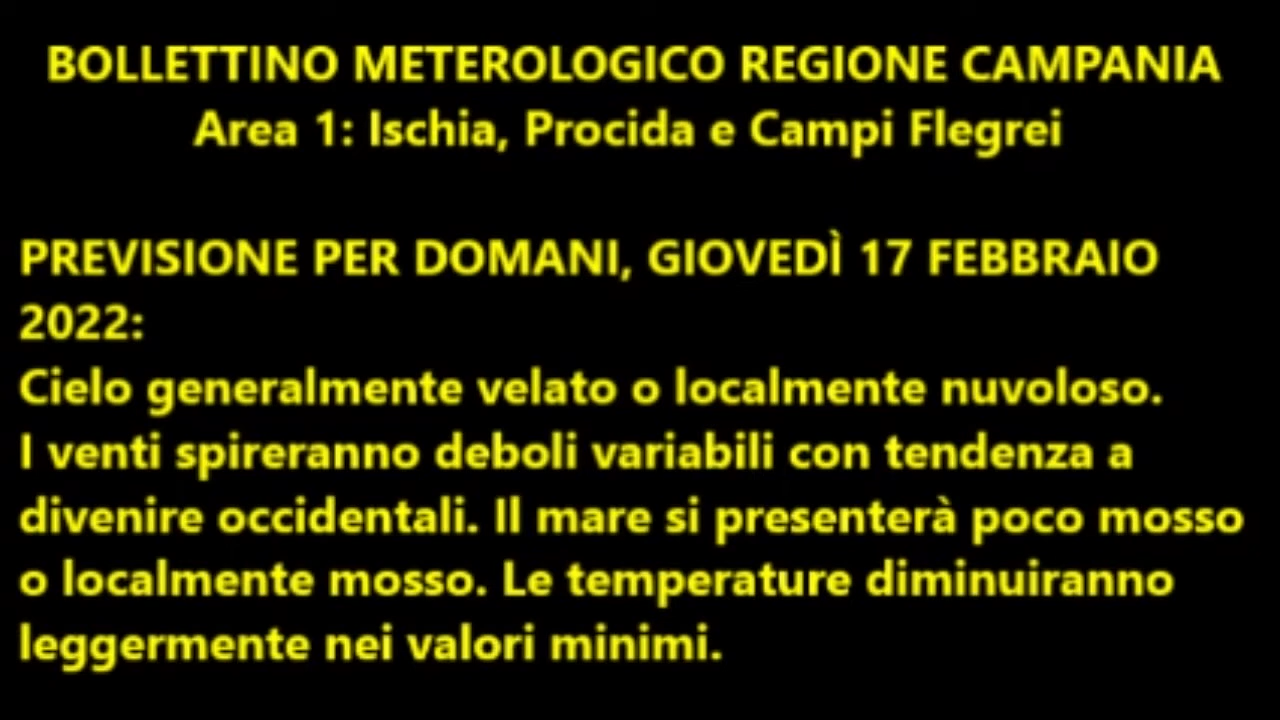 BOLLETTINO METEROLOGICO REGIONE CAMPANIA
Area 1: Ischia, Procida e Campi Flegrei
PREVISIONE PER DOMANI, GIOVEDÌ 17 FEBBRAIO
2022:
Cielo generalmente velato o localmente nuvoloso.
I venti spireranno deboli variabili con tendenza a
divenire occidentali. Il mare si presenterà poco mosso
o localmente mosso. Le temperature diminuiranno
leggermente nei valori minimi.